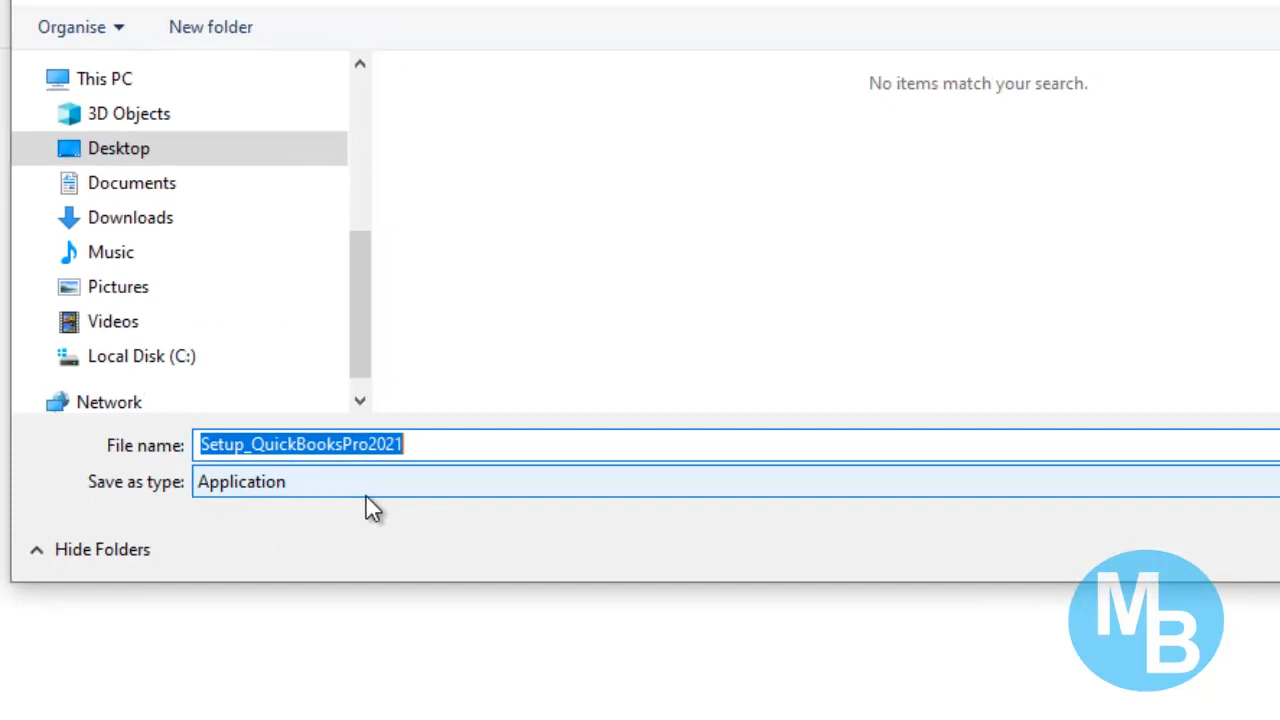 Organise New folder
This PC
3D Objects
Desktop
Documents
Downloads
Music
Pictures
Videos
Local Disk (C:)
Network
No items match your search.
File name: Setup_QuickBooksPro2021
Save as type: Application
Hide Folders
MB